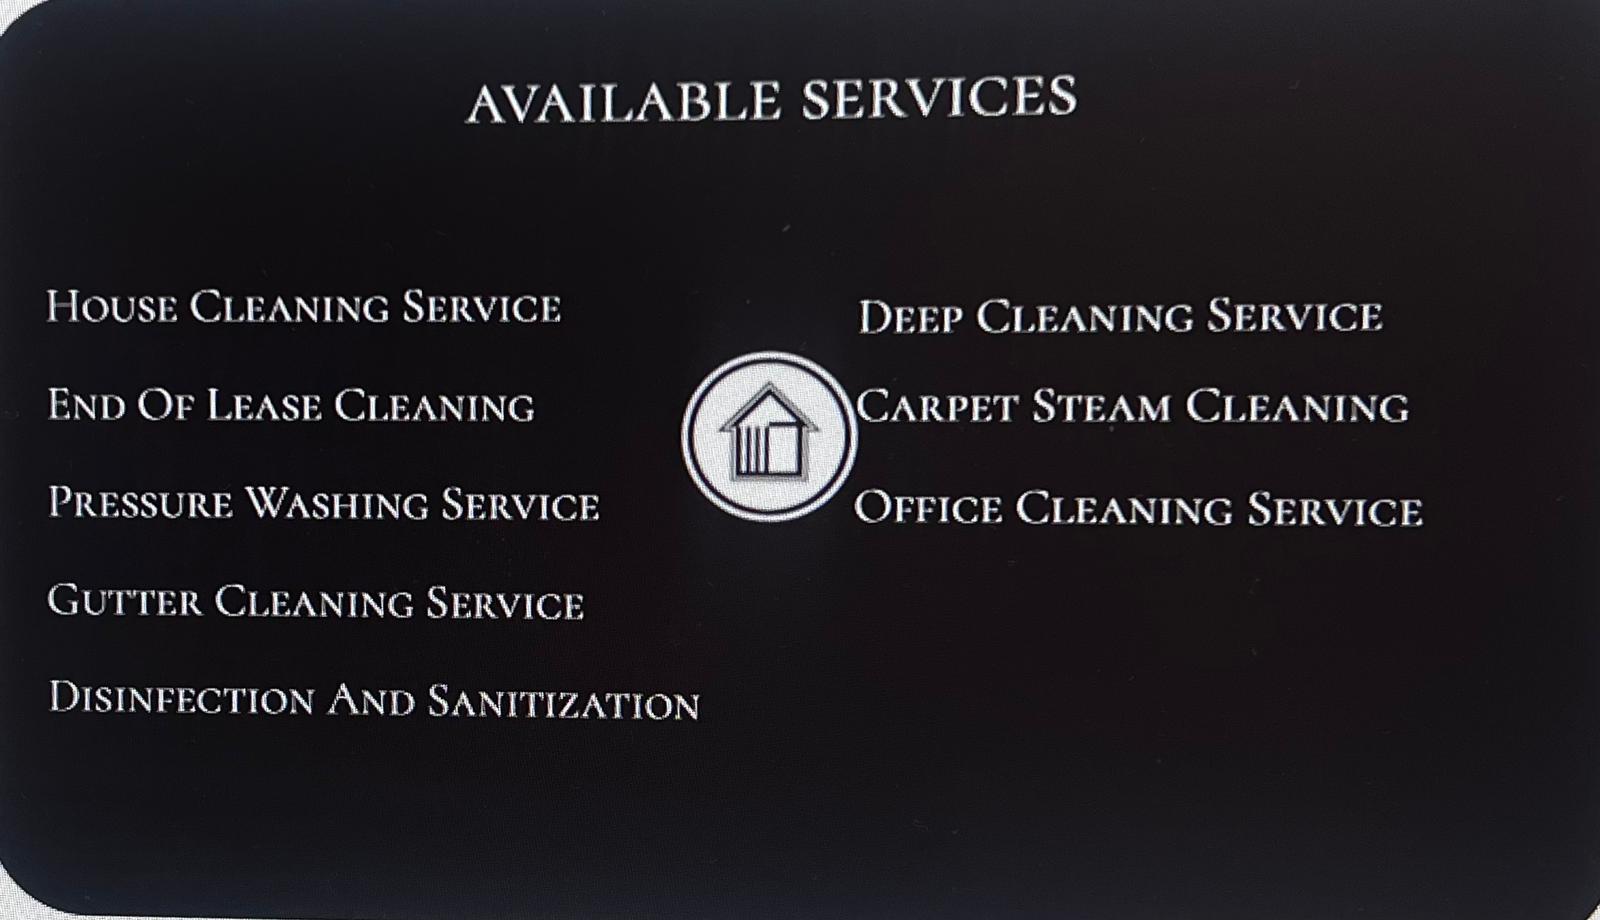 AVAILABLE SERVICES
HOUSE CLEANING SERVICE
END OF LEASE CLEANING
PRESSURE WASHING SERVICE
GUTTER CLEANING SERVICE
DISINFECTION AND SANITIZATION
DEEP CLEANING SERVICE
CARPET STEAM CLEANING
OFFICE CLEANING SERVICE